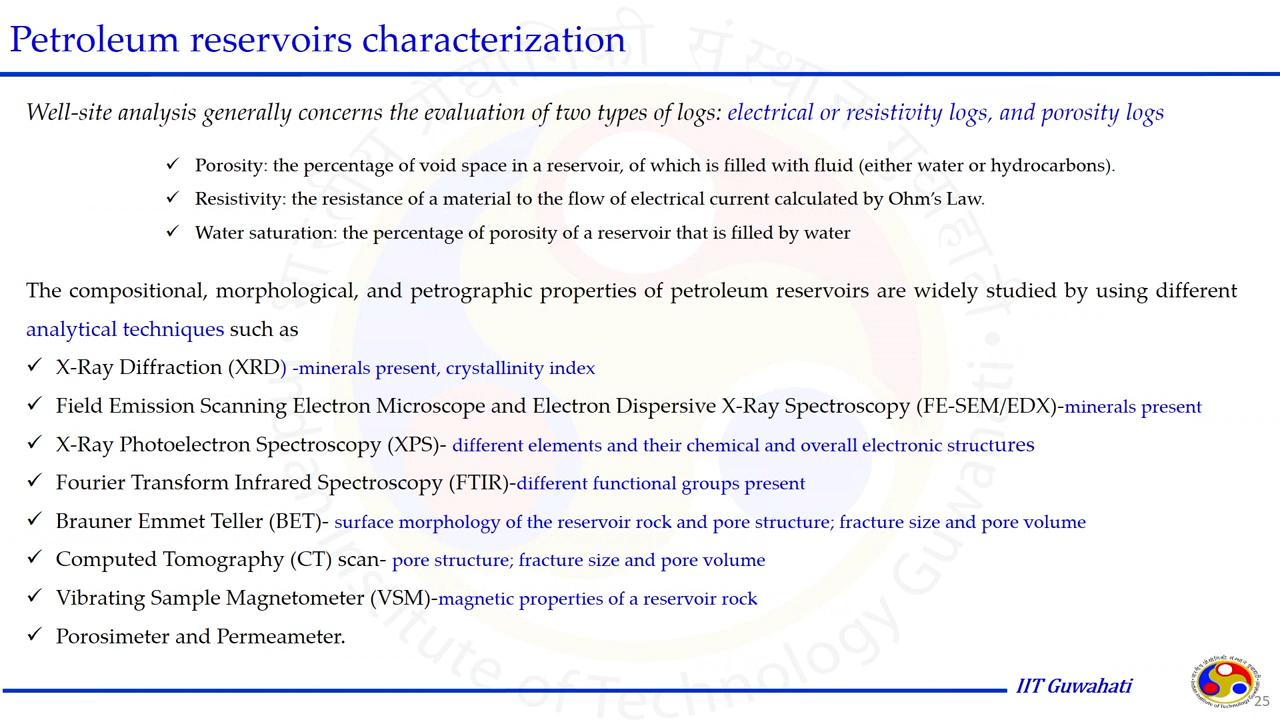 Petroleum reservoirs characterization
Well-site analysis generally concerns the evaluation of two types of logs: electrical or resistivity logs, and porosity logs
✓ Porosity: the percentage of void space in a reservoir, of which is filled with fluid (either water or hydrocarbons).
✓ Resistivity: the resistance of a material to the flow of electrical current calculated by Ohm's Law.
✓ Water saturation: the percentage of porosity of a reservoir that is filled by water
The compositional, morphological, and petrographic properties of petroleum reservoirs are widely studied by using different
analytical techniques such as
✓ X-Ray Diffraction (XRD) -minerals present, crystallinity index
✓ Field Emission Scanning Electron Microscope and Electron Dispersive X-Ray Spectroscopy (FE-SEM/EDX)-minerals present
✓ X-Ray Photoelectron Spectroscopy (XPS)- different elements and their chemical and overall electronic structures
✓ Fourier Transform Infrared Spectroscopy (FTIR)-different functional groups present
✓ Brauner Emmet Teller (BET)- surface morphology of the reservoir rock and pore structure; fracture size and pore volume
✓ Computed Tomography (CT) scan- pore structure; fracture size and pore volume
✓ Vibrating Sample Magnetometer (VSM)-magnetic properties of a reservoir rock
✓ Porosimeter and Permeameter.
IIT Guwahati
25